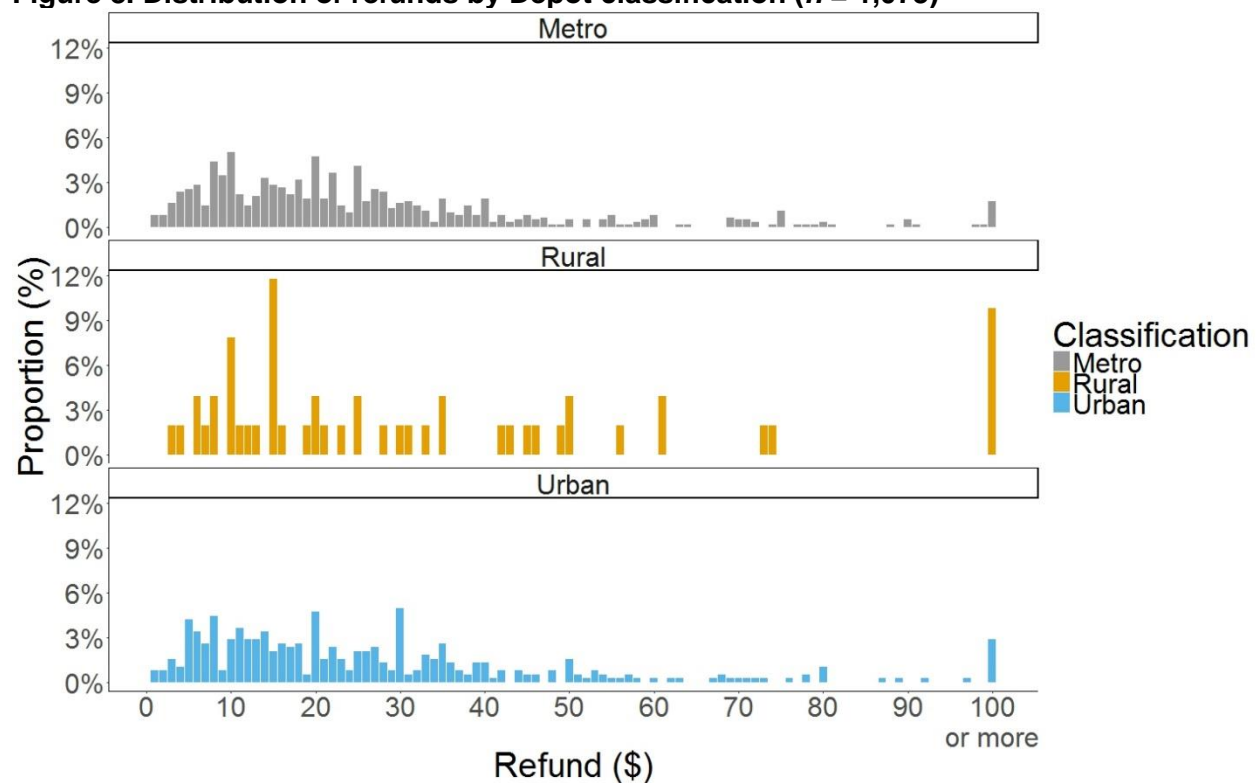 Metro
12%
9%
6%
3%
0%
Rural
12%
9%
6%
3%
0%
Urban
12%
9%
6%
3%
0%
Proportion (%)
0 10 20 30 40 50 60 70 80 90 100
or more
Refund ($)
Classification
Metro
Rural
Urban